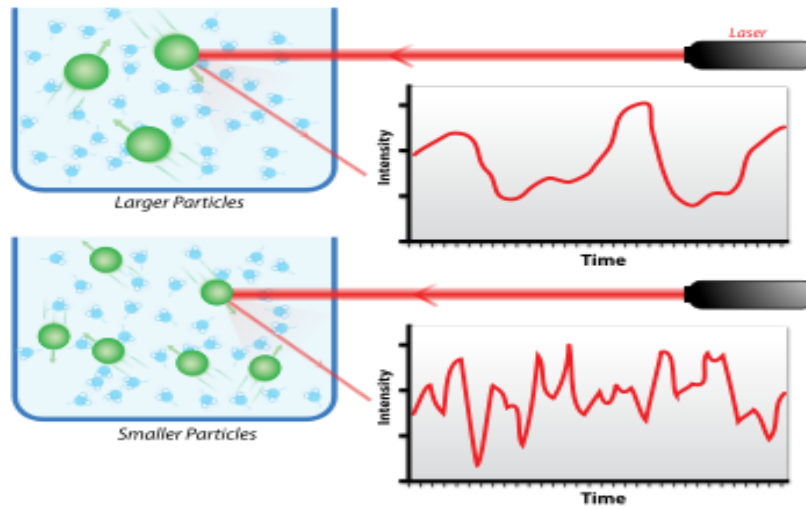 Laser
Intensity
Time
Larger Particles
Intensity
Time
Smaller Particles